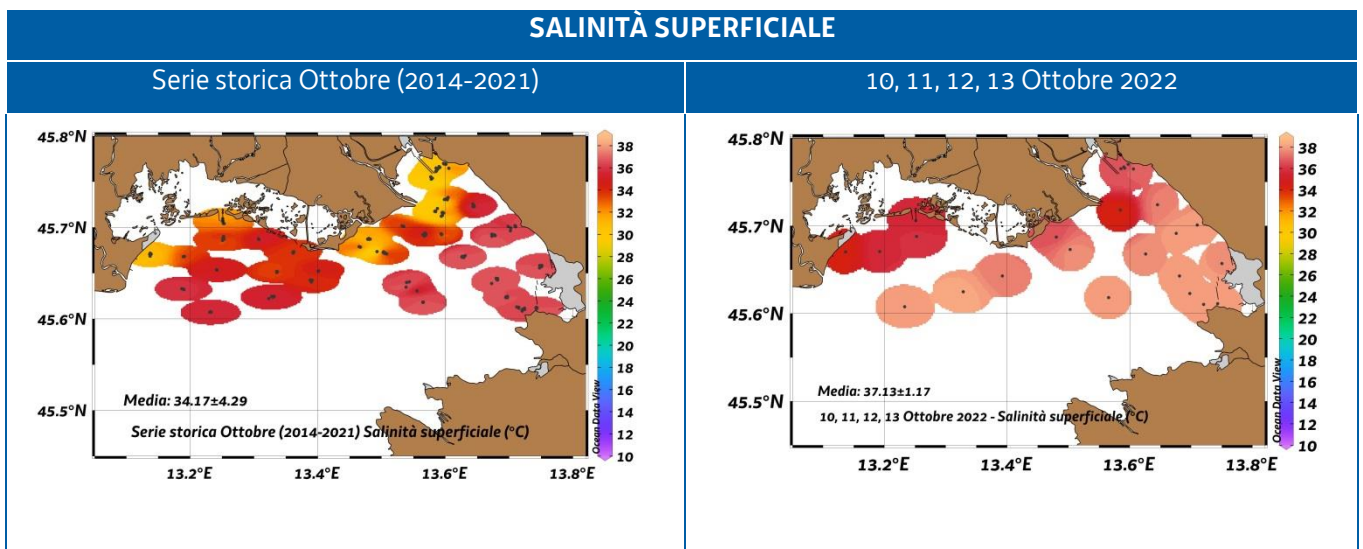 SALINITÀ SUPERFICIALE
Serie storica Ottobre (2014-2021)
10, 11, 12, 13 Ottobre 2022
45.8°N
45.7°N
45.6°N
45.5°N
13.2°E
13.4°E
13.6°E
13.8°E
38
36
34
32
30
28
26
24
22
20
18
16
14
12
10
Ocean Data View
Media: 34.17±4.29
Serie storica Ottobre (2014-2021) Salinità superficiale (°C)
45.8°N
45.7°N
45.6°N
45.5°N
13.2°E
13.4°E
13.6°E
13.8°E
38
36
34
32
30
28
26
24
22
20
18
16
14
12
10
Ocean Data View
Media: 37.13±1.17
10, 11, 12, 13 Ottobre 2022 - Salinità superficiale (°C)